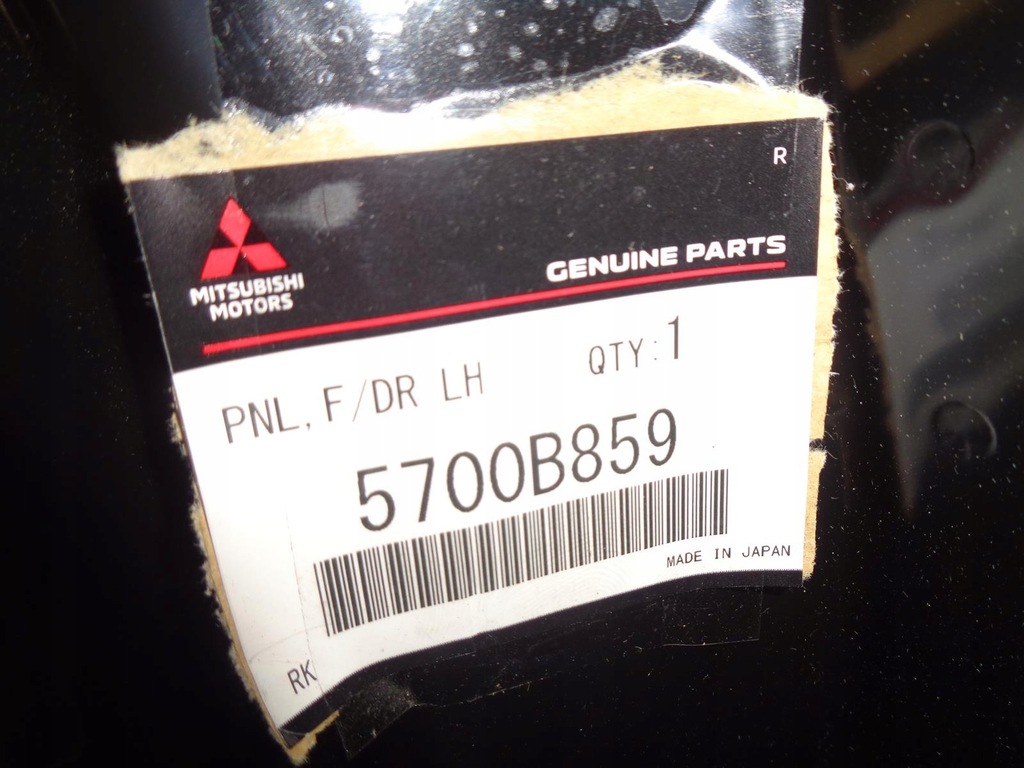 R
MITSUBISHI
MOTORS
GENUINE PARTS
PNL, F/DR LH QTY:1
5700B859
MADE IN JAPAN
RK